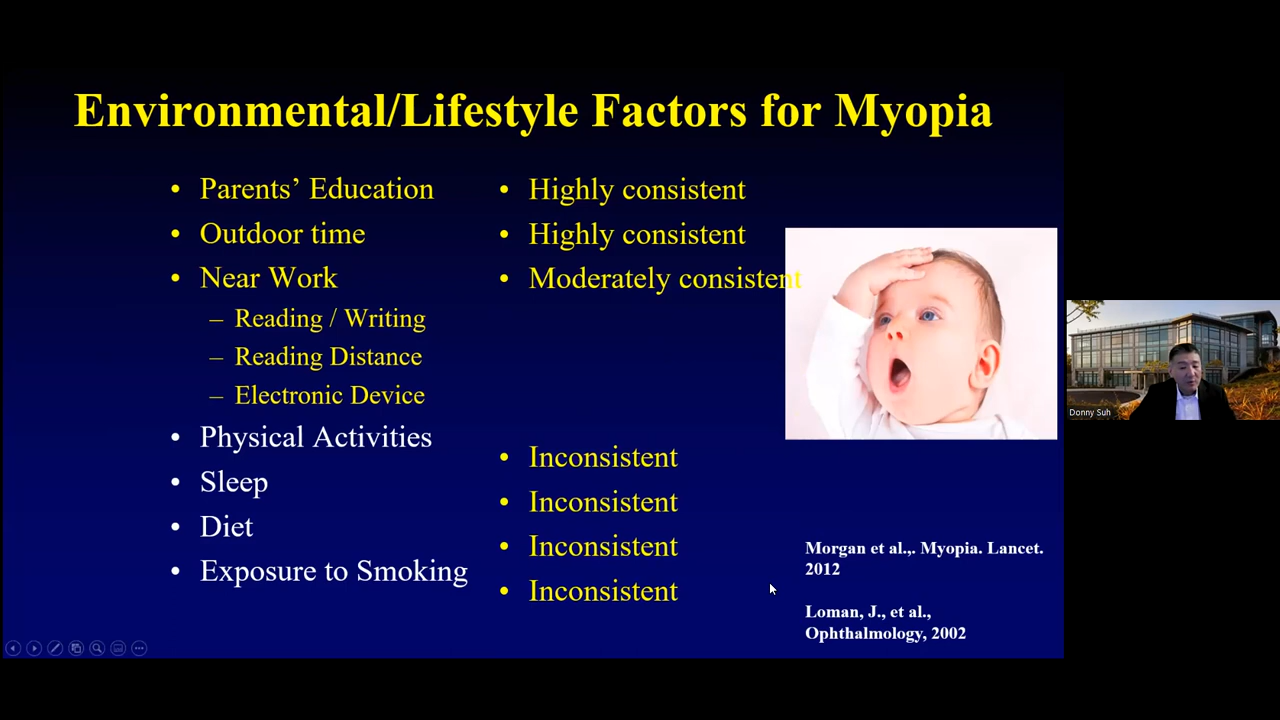 Environmental/Lifestyle Factors for Myopia
• Parents’ Education
• Outdoor time
• Near Work
– Reading / Writing
– Reading Distance
– Electronic Device
• Physical Activities
• Sleep
• Diet
• Exposure to Smoking
• Highly consistent
• Highly consistent
• Moderately consistent
• Inconsistent
• Inconsistent
• Inconsistent
• Inconsistent
Morgan et al.,. Myopia. Lancet.
2012
Loman, J., et al.,
Ophthalmology, 2002
Donny Suh